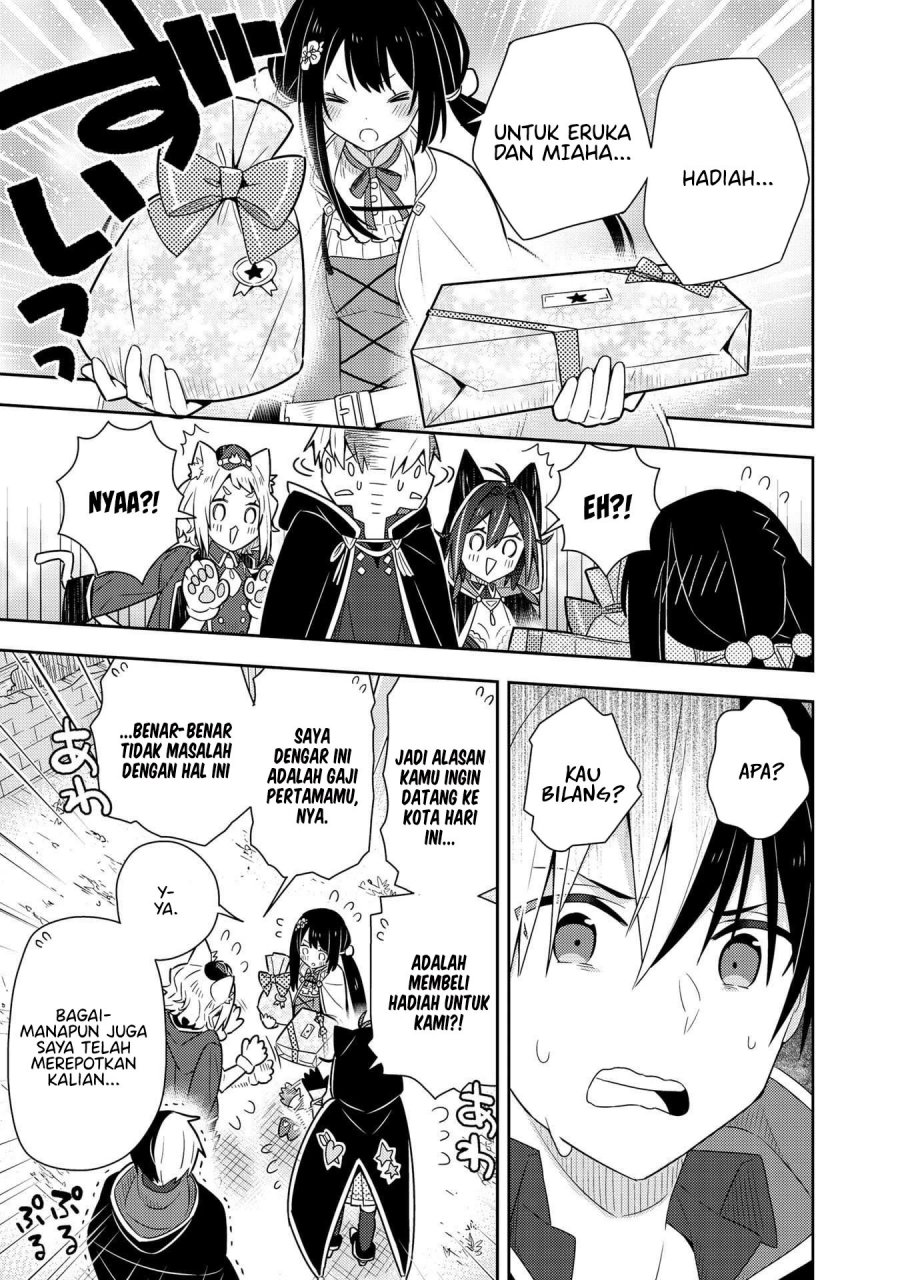 HADIAH...
UNTUK ERUKA
DAN MIAHA...
ずいっ
EH?!
NYAA?!
APA?
KAU
BILANG?
JADI ALASAN
KAMU INGIN
DATANG KE
KOTA HARI
INI...
ADALAH
MEMBELI
HADIAH UNTUK
KAMI?!
SAYA
DENGAR INI
ADALAH GAJI
PERTAMAMU,
NYA.
...BENAR-BENAR
TIDAK MASALAH
DENGAN HAL INI
あわ
あわ
Y-
YA.
BAGAI-
MANAPUN JUGA
SAYA TELAH
MEREPOTKAN
KALIAN...
ぷる
ぷる